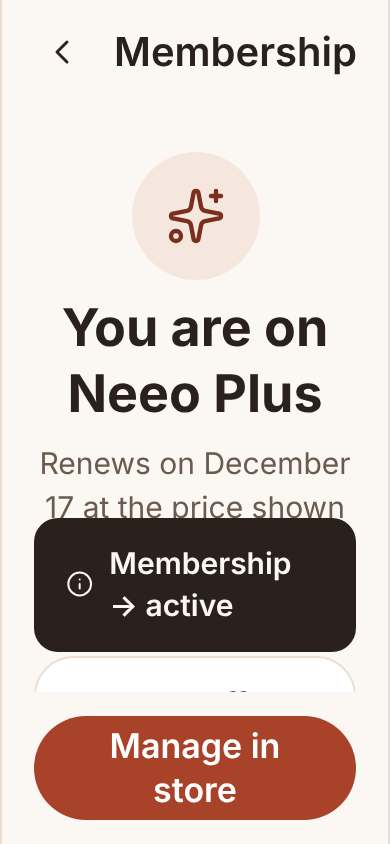 Membership
You are on
Neeo Plus
Renews on December
17 at the price shown
Membership
→ active
Manage in
store